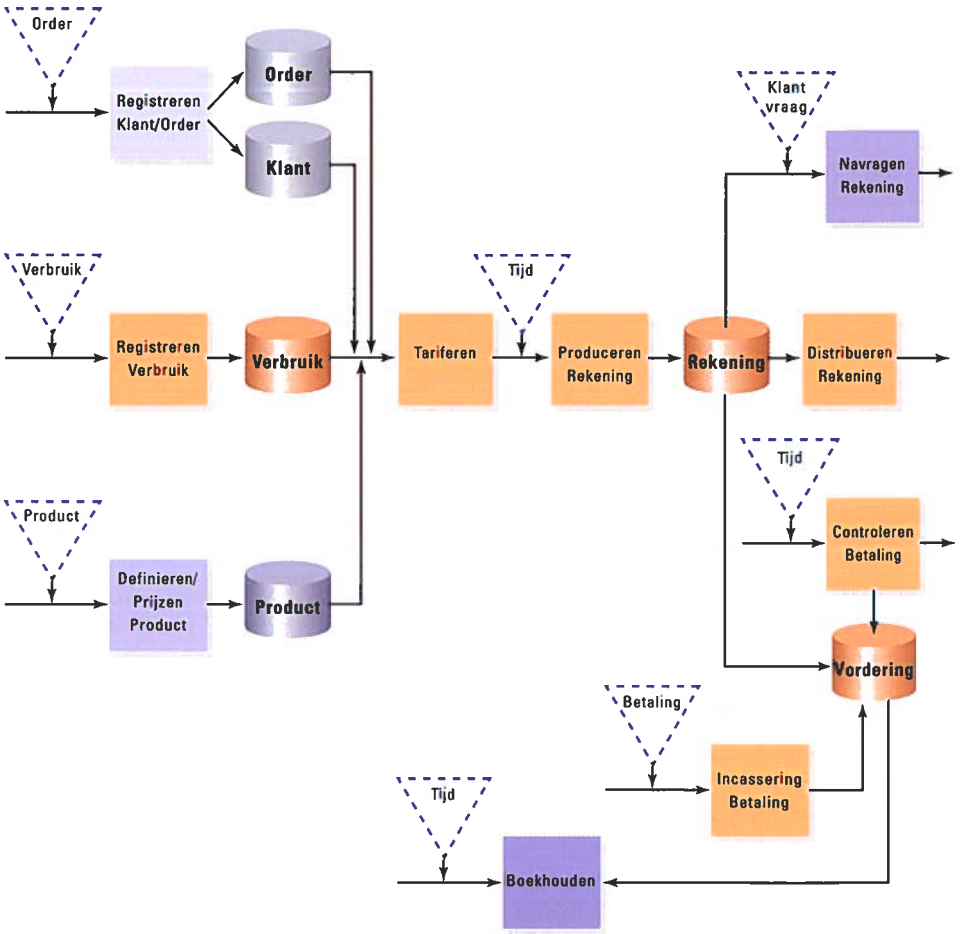 Order
Registreren
Klant/Order
Order
Klant
Klant
vraag
Navragen
Rekening
Verbruik
Registreren
Verbruik
Verbruik
Tariferen
Tijd
Produceren
Rekening
Rekening
Distribueren
Rekening
Product
Definieren/
Prijzen
Product
Product
Tijd
Controleren
Betaling
Vordering
Betaling
Incassering
Betaling
Tijd
Boekhouden